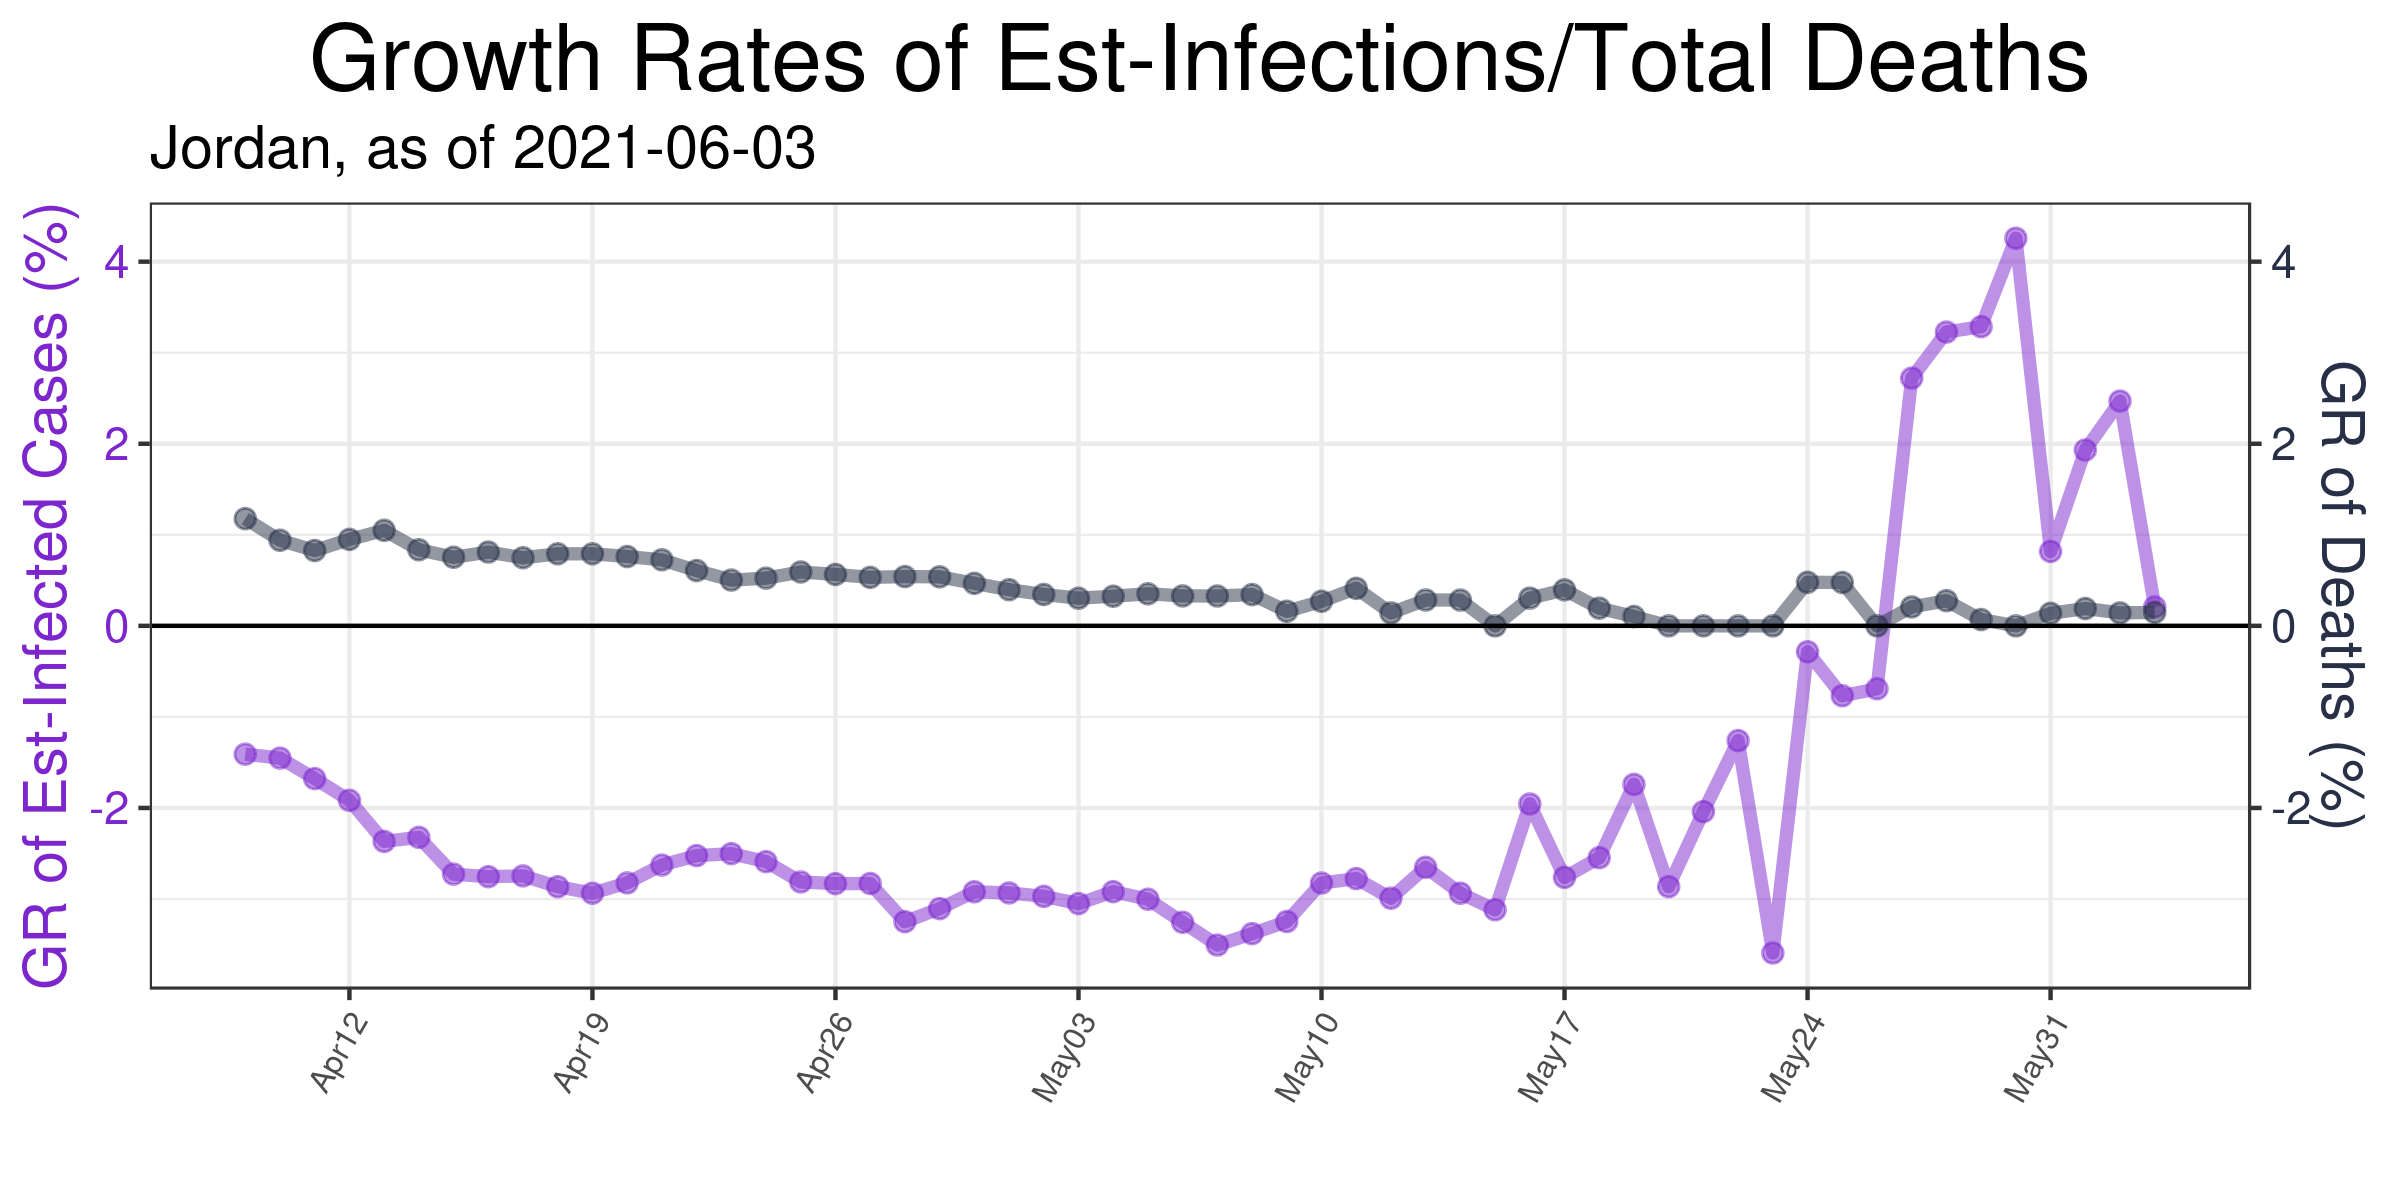 Growth Rates of Est-Infections/Total Deaths
Jordan, as of 2021-06-03
GR of Est-Infected Cases (%)
4
2
0
-2
4
2
0
-2
GR of Deaths (%)
Apr12
Apr19
Apr26
May03
May10
May17
May24
May31